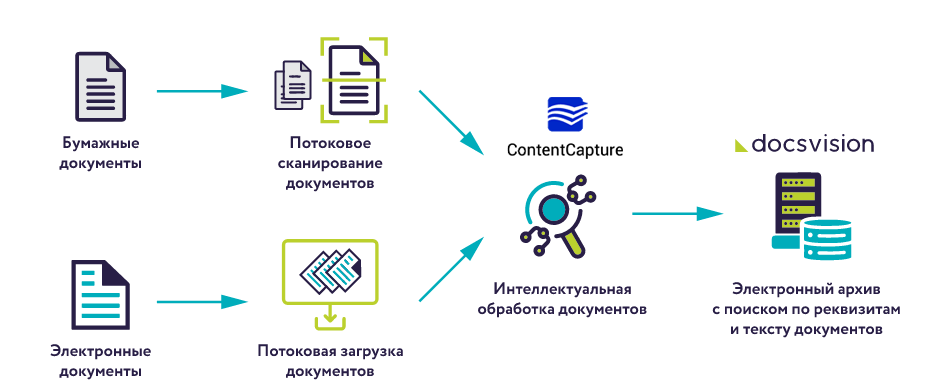 Бумажные
документы
Потоковое
сканирование
документов
ContentCapture
docsvision
Интеллектуальная
обработка документов
Электронный архив
с поиском по реквизитам
и тексту документов
Электронные
документы
Потоковая загрузка
документов